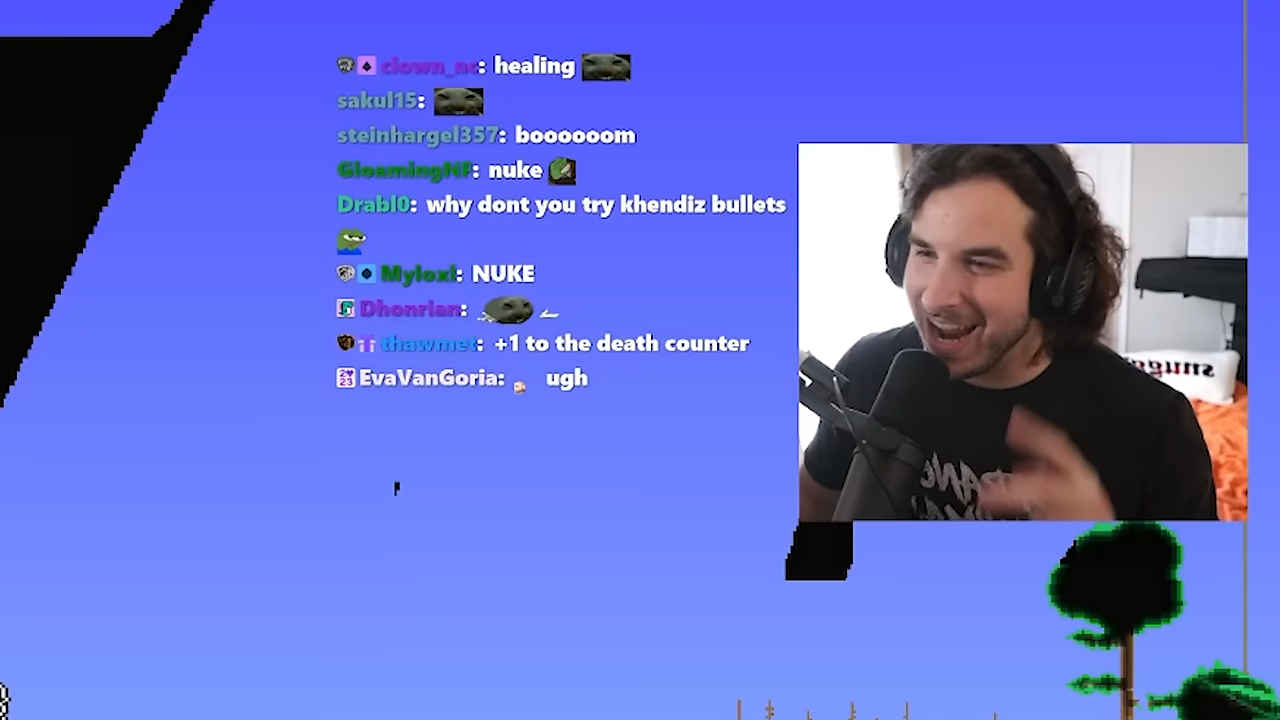 clown_nc: healing
sakul15:
steinhargel357: boooooom
GloamingNF: nuke
Drabl0: why dont you try khendiz bullets
Myloxl: NUKE
Dhonrian:
thawmet: +1 to the death counter
EvaVanGoria: ugh